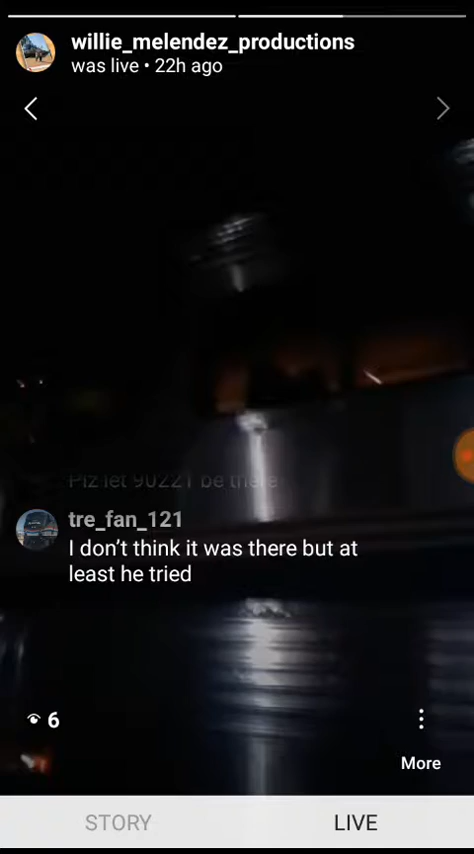 willie_melendez_productions
was live • 22h ago
Plz let 90221 be there
tre_fan_121
I don’t think it was there but at
least he tried
6
More
STORY
LIVE